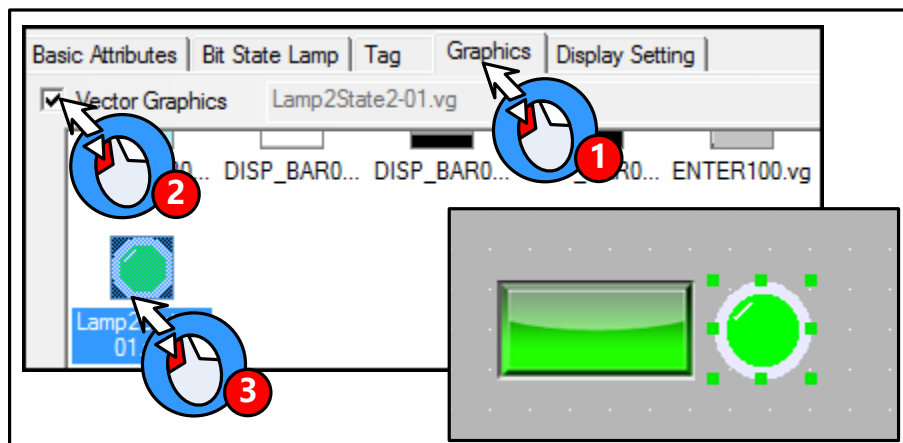 Basic Attributes Bit State Lamp Tag Graphics Display Setting
Vector Graphics Lamp2State2-01.vg
1
DISP_BAR0... DISP_BAR0... ENTER100.vg
2
01.
3